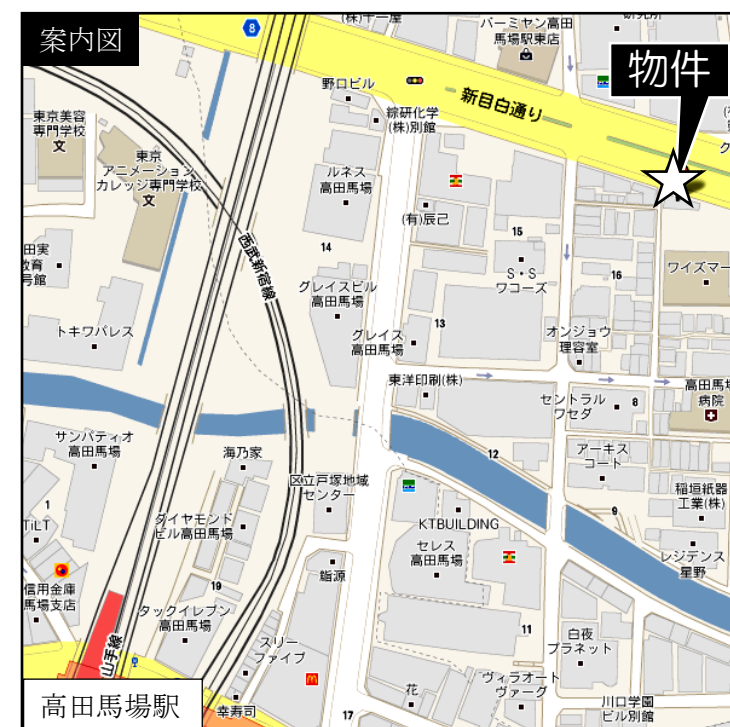 案内図
8
(株)十一屋
バーミヤン高田
馬場駅東店
物件
野口ビル
新目白通り
綜研化学
(株)別館
東京美容
専門学校
文
東京
アニメーション
カレッジ専門学校
文
ルネス
高田馬場
(有)辰己
15
14
西武新宿線
S・S
ワコーズ
16
ワイズマー
グレイスビル
高田馬場
トキワパレス
13
グレイス
高田馬場
オンジョウ
理容室
東洋印刷(株)
高田馬場
病院
セントラル
ワセダ
8
サンパティオ
高田馬場
海乃家
12
アーキス
コート
区立戸塚地域
センター
稲垣紙器
工業(株)
1
TiLT
ダイヤモンド
ビル高田馬場
KTBUILDING
9
セレス
高田馬場
レジデンス
星野
鮨源
信用金庫
馬場支店
19
タックイレブン
高田馬場
11
白夜
プラネット
スリー
ファイブ
山手線
ヴィラオート
ヴァーグ
花
高田馬場駅
幸寿司
17
川口学園
ビル別館